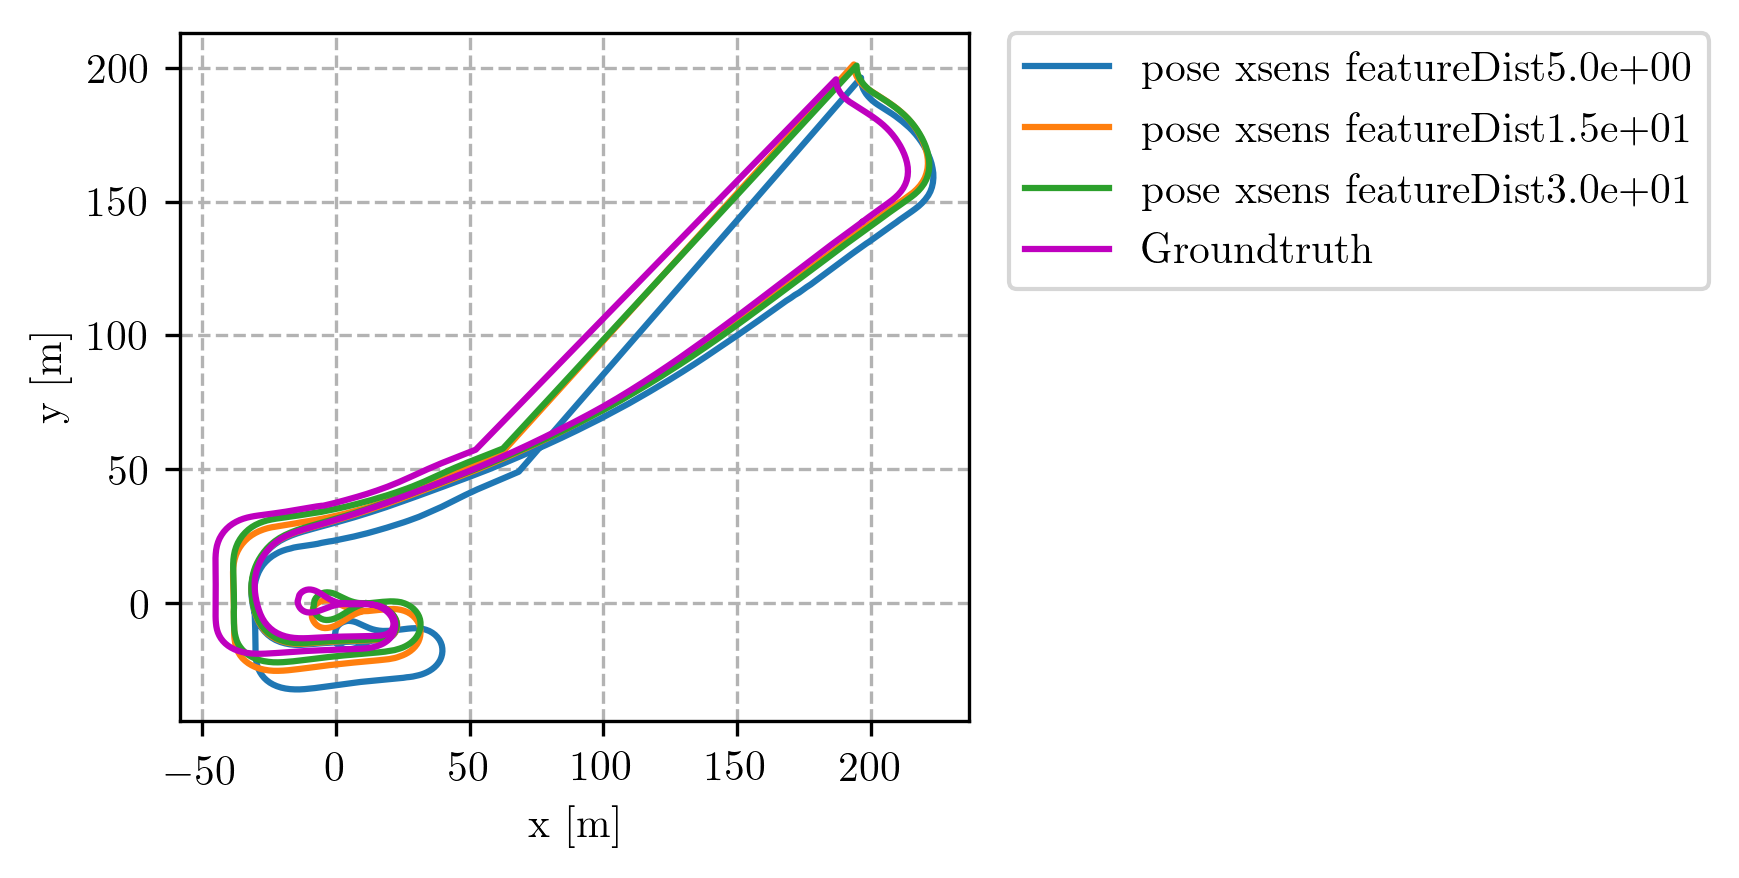 pose xsens featureDist5.0e+00
pose xsens featureDist1.5e+01
pose xsens featureDist3.0e+01
Groundtruth
y [m]
200
150
100
50
0
−50 0 50 100 150 200
x [m]